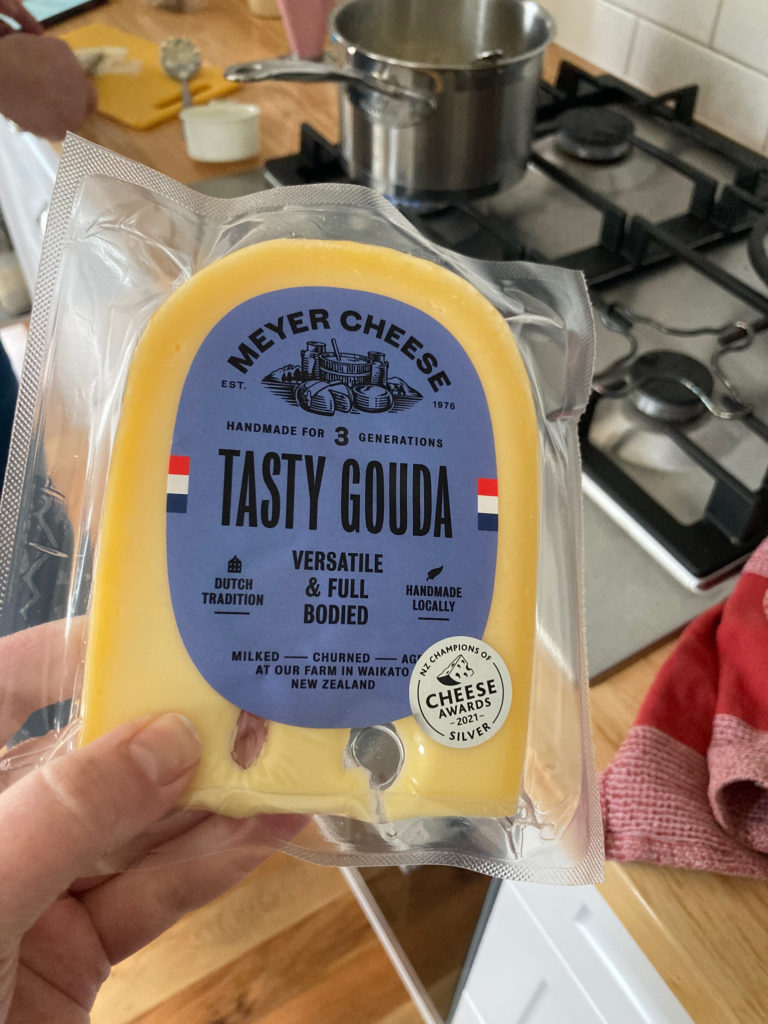 MEYER CHEESE
EST. 1976
HANDMADE FOR 3 GENERATIONS
TASTY GOUDA
DUTCH
TRADITION
VERSATILE
& FULL
BODIED
HANDMADE
LOCALLY
MILKED — CHURNED —
AT OUR FARM IN WAIKATO
NEW ZEALAND
NZ CHAMPIONS OF
CHEESE
AWARDS
-2021-
SILVER